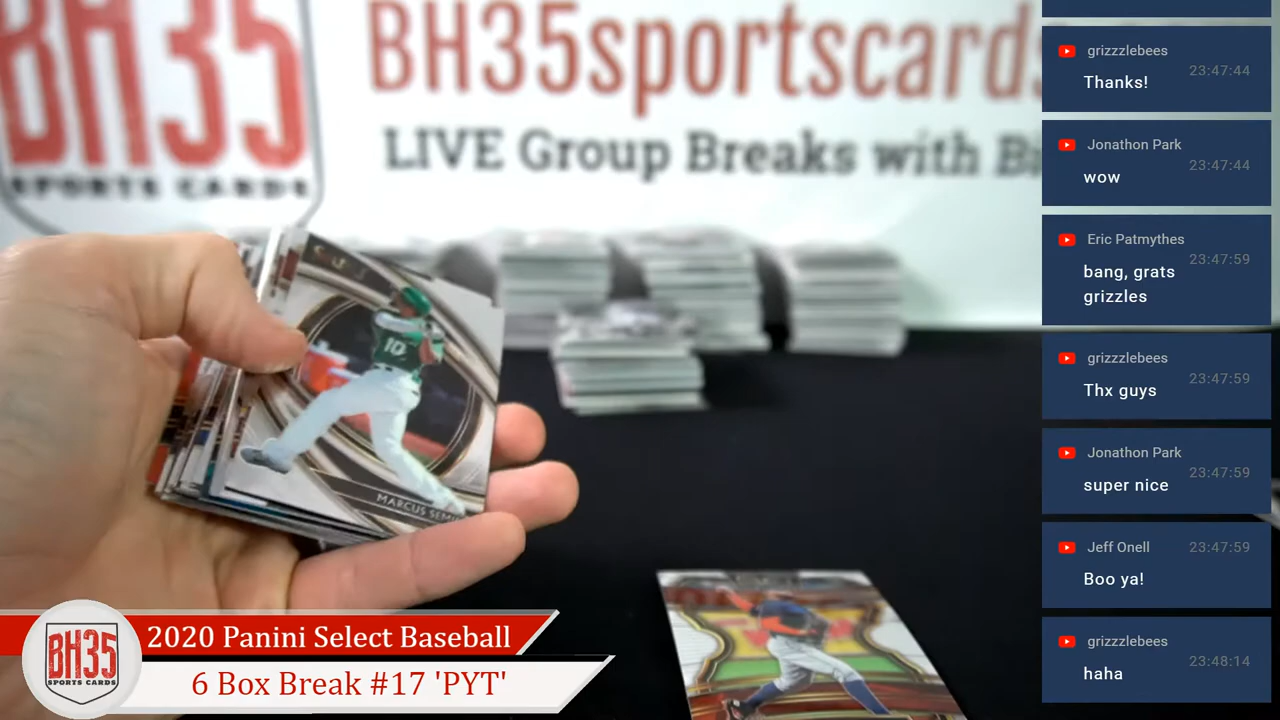 BH35
SPORTS CARDS
BH35sportscards
LIVE Group Breaks with
10
MARCUS
BH35
SPORTS CARDS
2020 Panini Select Baseball
6 Box Break #17 'PYT'
grizzzlebees
23:47:44
Thanks!
Jonathon Park
23:47:44
wow
Eric Patmythes
23:47:59
bang, grats
grizzles
grizzzlebees
23:47:59
Thx guys
Jonathon Park
23:47:59
super nice
Jeff Onell
23:47:59
Boo ya!
grizzzlebees
23:48:14
haha